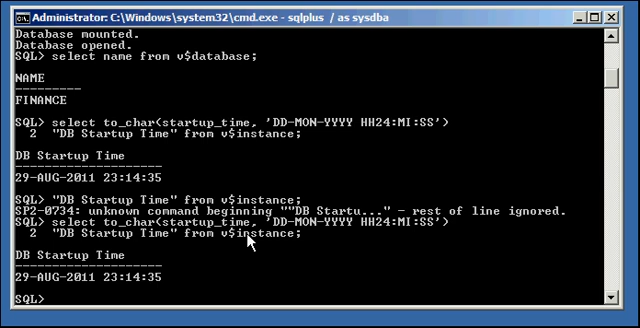 Administrator: C:\Windows\system32\cmd.exe - sqlplus / as sysdba
Database mounted.
Database opened.
SQL> select name from v$database;
NAME
---------
FINANCE
SQL> select to_char(startup_time, 'DD-MON-YYYY HH24:MI:SS')
2 "DB Startup Time" from v$instance;
DB Startup Time
--------------------
29-AUG-2011 23:14:35
SQL> "DB Startup Time" from v$instance;
SP2-0734: unknown command beginning ""DB Startu..." - rest of line ignored.
SQL> select to_char(startup_time, 'DD-MON-YYYY HH24:MI:SS')
2 "DB Startup Time" from v$instance;
DB Startup Time
--------------------
29-AUG-2011 23:14:35
SQL>